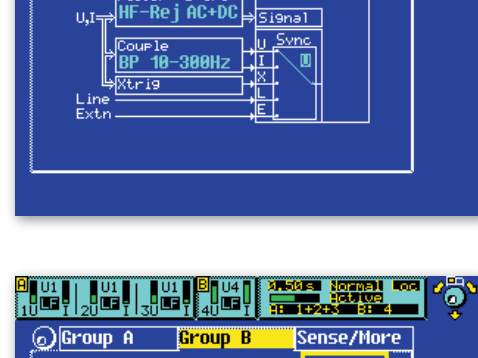 HF-Rej AC+DC
U,I
Signal
Couple
BP 10-300Hz
U Sync
I
U
Xtrig
X
Line
L
Extn
E
A U1 U1 U1 B U4 0.50s Normal Loc
LF LF LF LF Active
1U I 2U I 3U I 4U I A: 1+2+3 B: 4
Group A Group B Sense/More